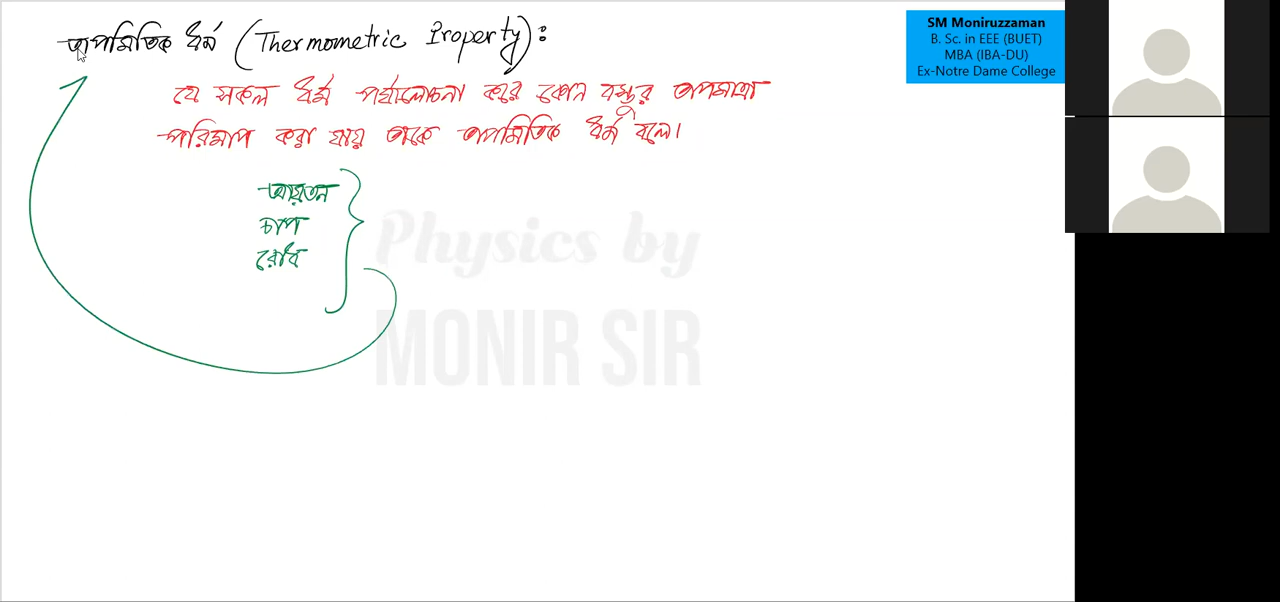 তাপমিতিক ধর্ম (Thermometric Property):
যে সকল ধর্ম পর্যালোচনা করে কোন বস্তুর তাপমাত্রা
পরিমাপ করা যায় তাকে তাপমিতিক ধর্ম বলে।
আয়তন
চাপ
রোধ
Physics by
MONIR SIR
SM Moniruzzaman
B. Sc. in EEE (BUET)
MBA (IBA-DU)
Ex-Notre Dame College